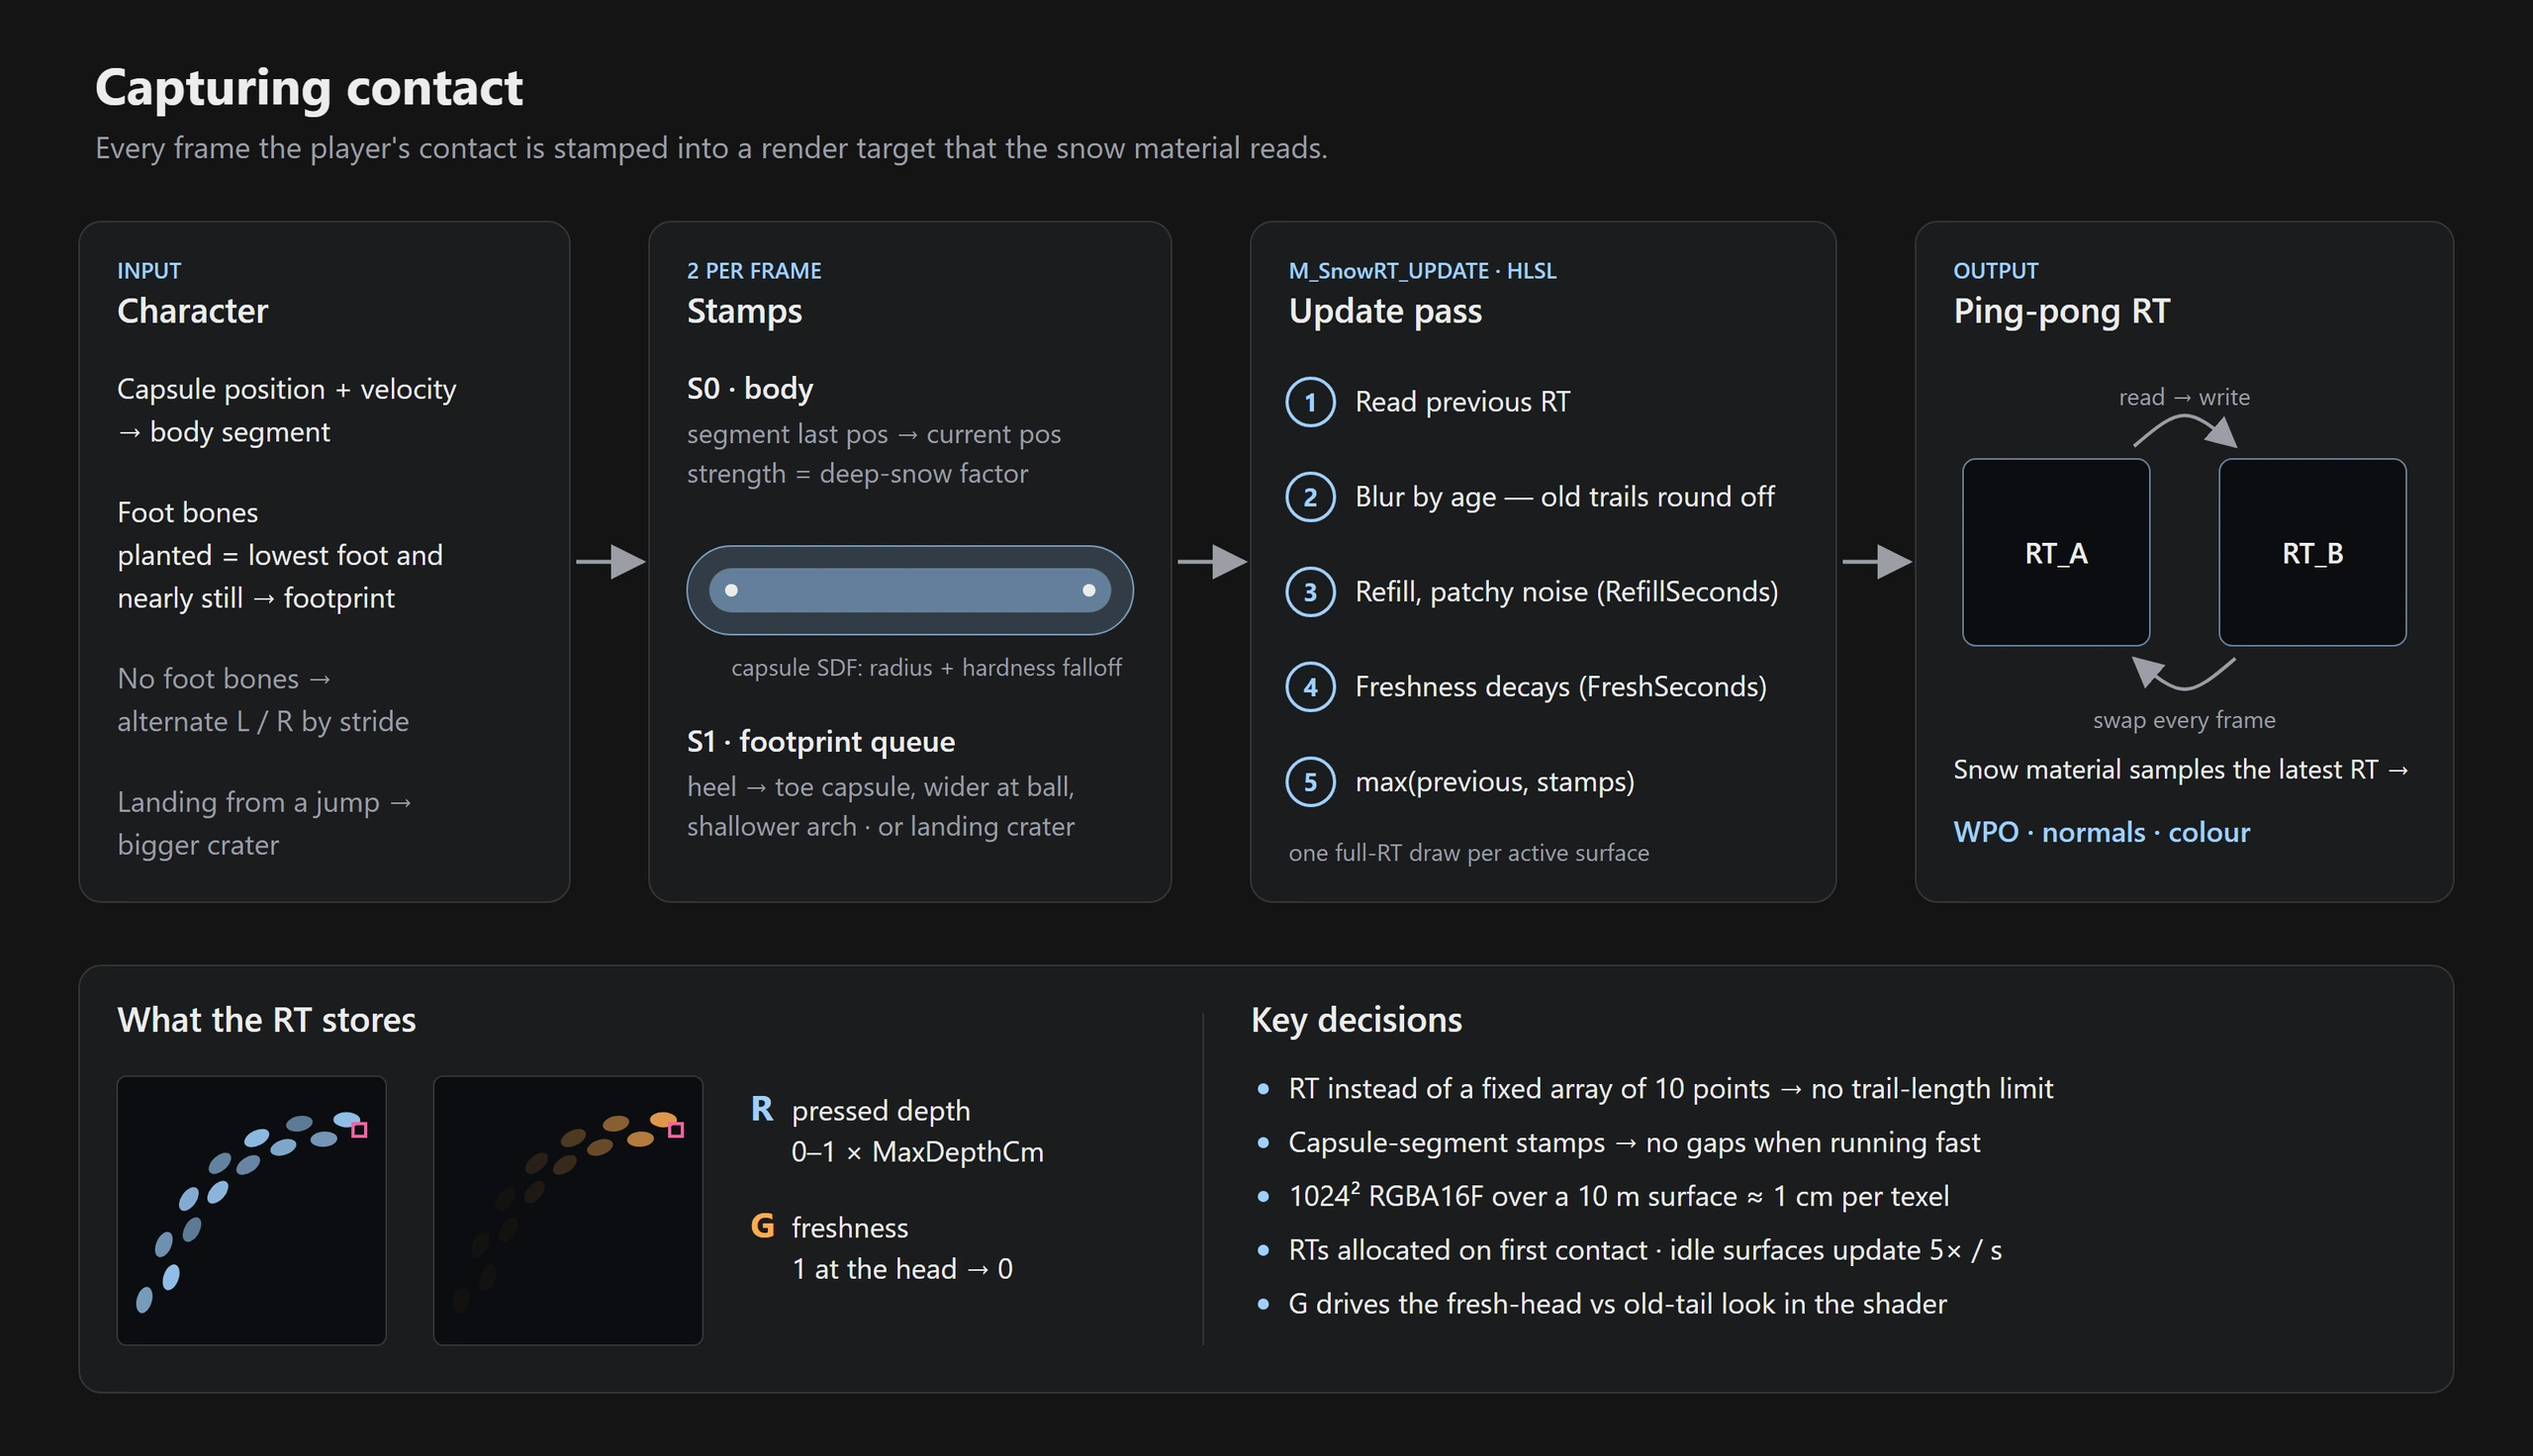 Capturing contact
Every frame the player's contact is stamped into a render target that the snow material reads.
INPUT
Character
Capsule position + velocity
→ body segment
Foot bones
planted = lowest foot and
nearly still → footprint
No foot bones →
alternate L / R by stride
Landing from a jump →
bigger crater
2 PER FRAME
Stamps
S0 · body
segment last pos → current pos
strength = deep-snow factor
capsule SDF: radius + hardness falloff
S1 · footprint queue
heel → toe capsule, wider at ball,
shallower arch · or landing crater
M_SnowRT_UPDATE · HLSL
Update pass
1 Read previous RT
2 Blur by age — old trails round off
3 Refill, patchy noise (RefillSeconds)
4 Freshness decays (FreshSeconds)
5 max(previous, stamps)
one full-RT draw per active surface
OUTPUT
Ping-pong RT
read → write
RT_A
RT_B
swap every frame
Snow material samples the latest RT →
WPO · normals · colour
What the RT stores
R pressed depth
0–1 × MaxDepthCm
G freshness
1 at the head → 0
Key decisions
• RT instead of a fixed array of 10 points → no trail-length limit
• Capsule-segment stamps → no gaps when running fast
• 1024² RGBA16F over a 10 m surface ≈ 1 cm per texel
• RTs allocated on first contact · idle surfaces update 5× / s
• G drives the fresh-head vs old-tail look in the shader